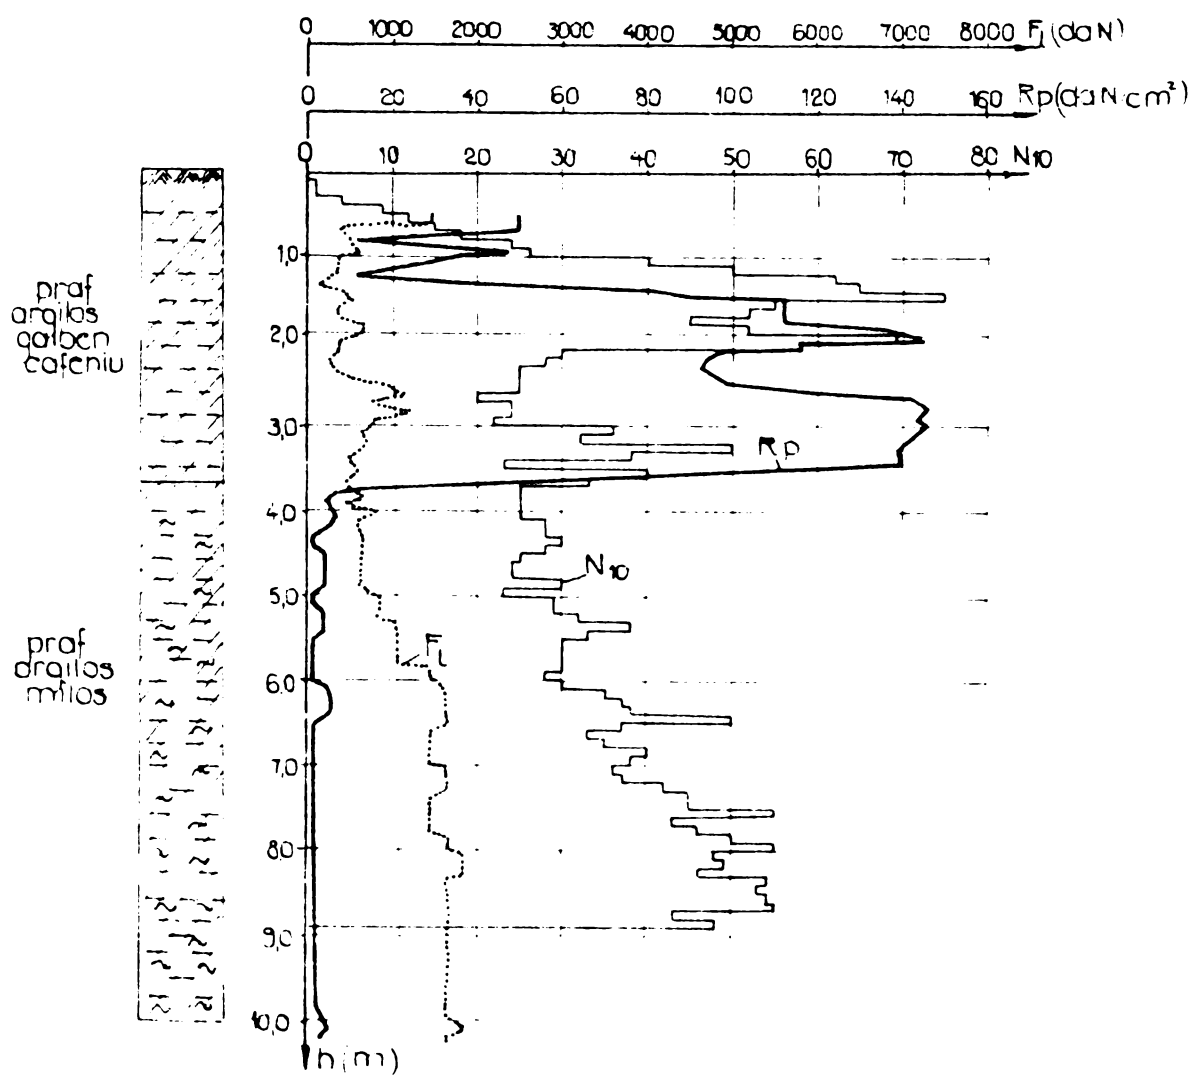 0 1000 2000 3000 4000 5000 6000 7000 8000 Fl (daN)
0 20 40 60 80 100 120 140 160 Rp (daN/cm²)
0 10 20 30 40 50 60 70 80 N10
1,0
praf
argilos
galben
cafeniu
2,0
3,0
Rp
4,0
N10
5,0
praf
argilos
mîlos
Fl
6,0
7,0
8,0
9,0
10,0
h (m)